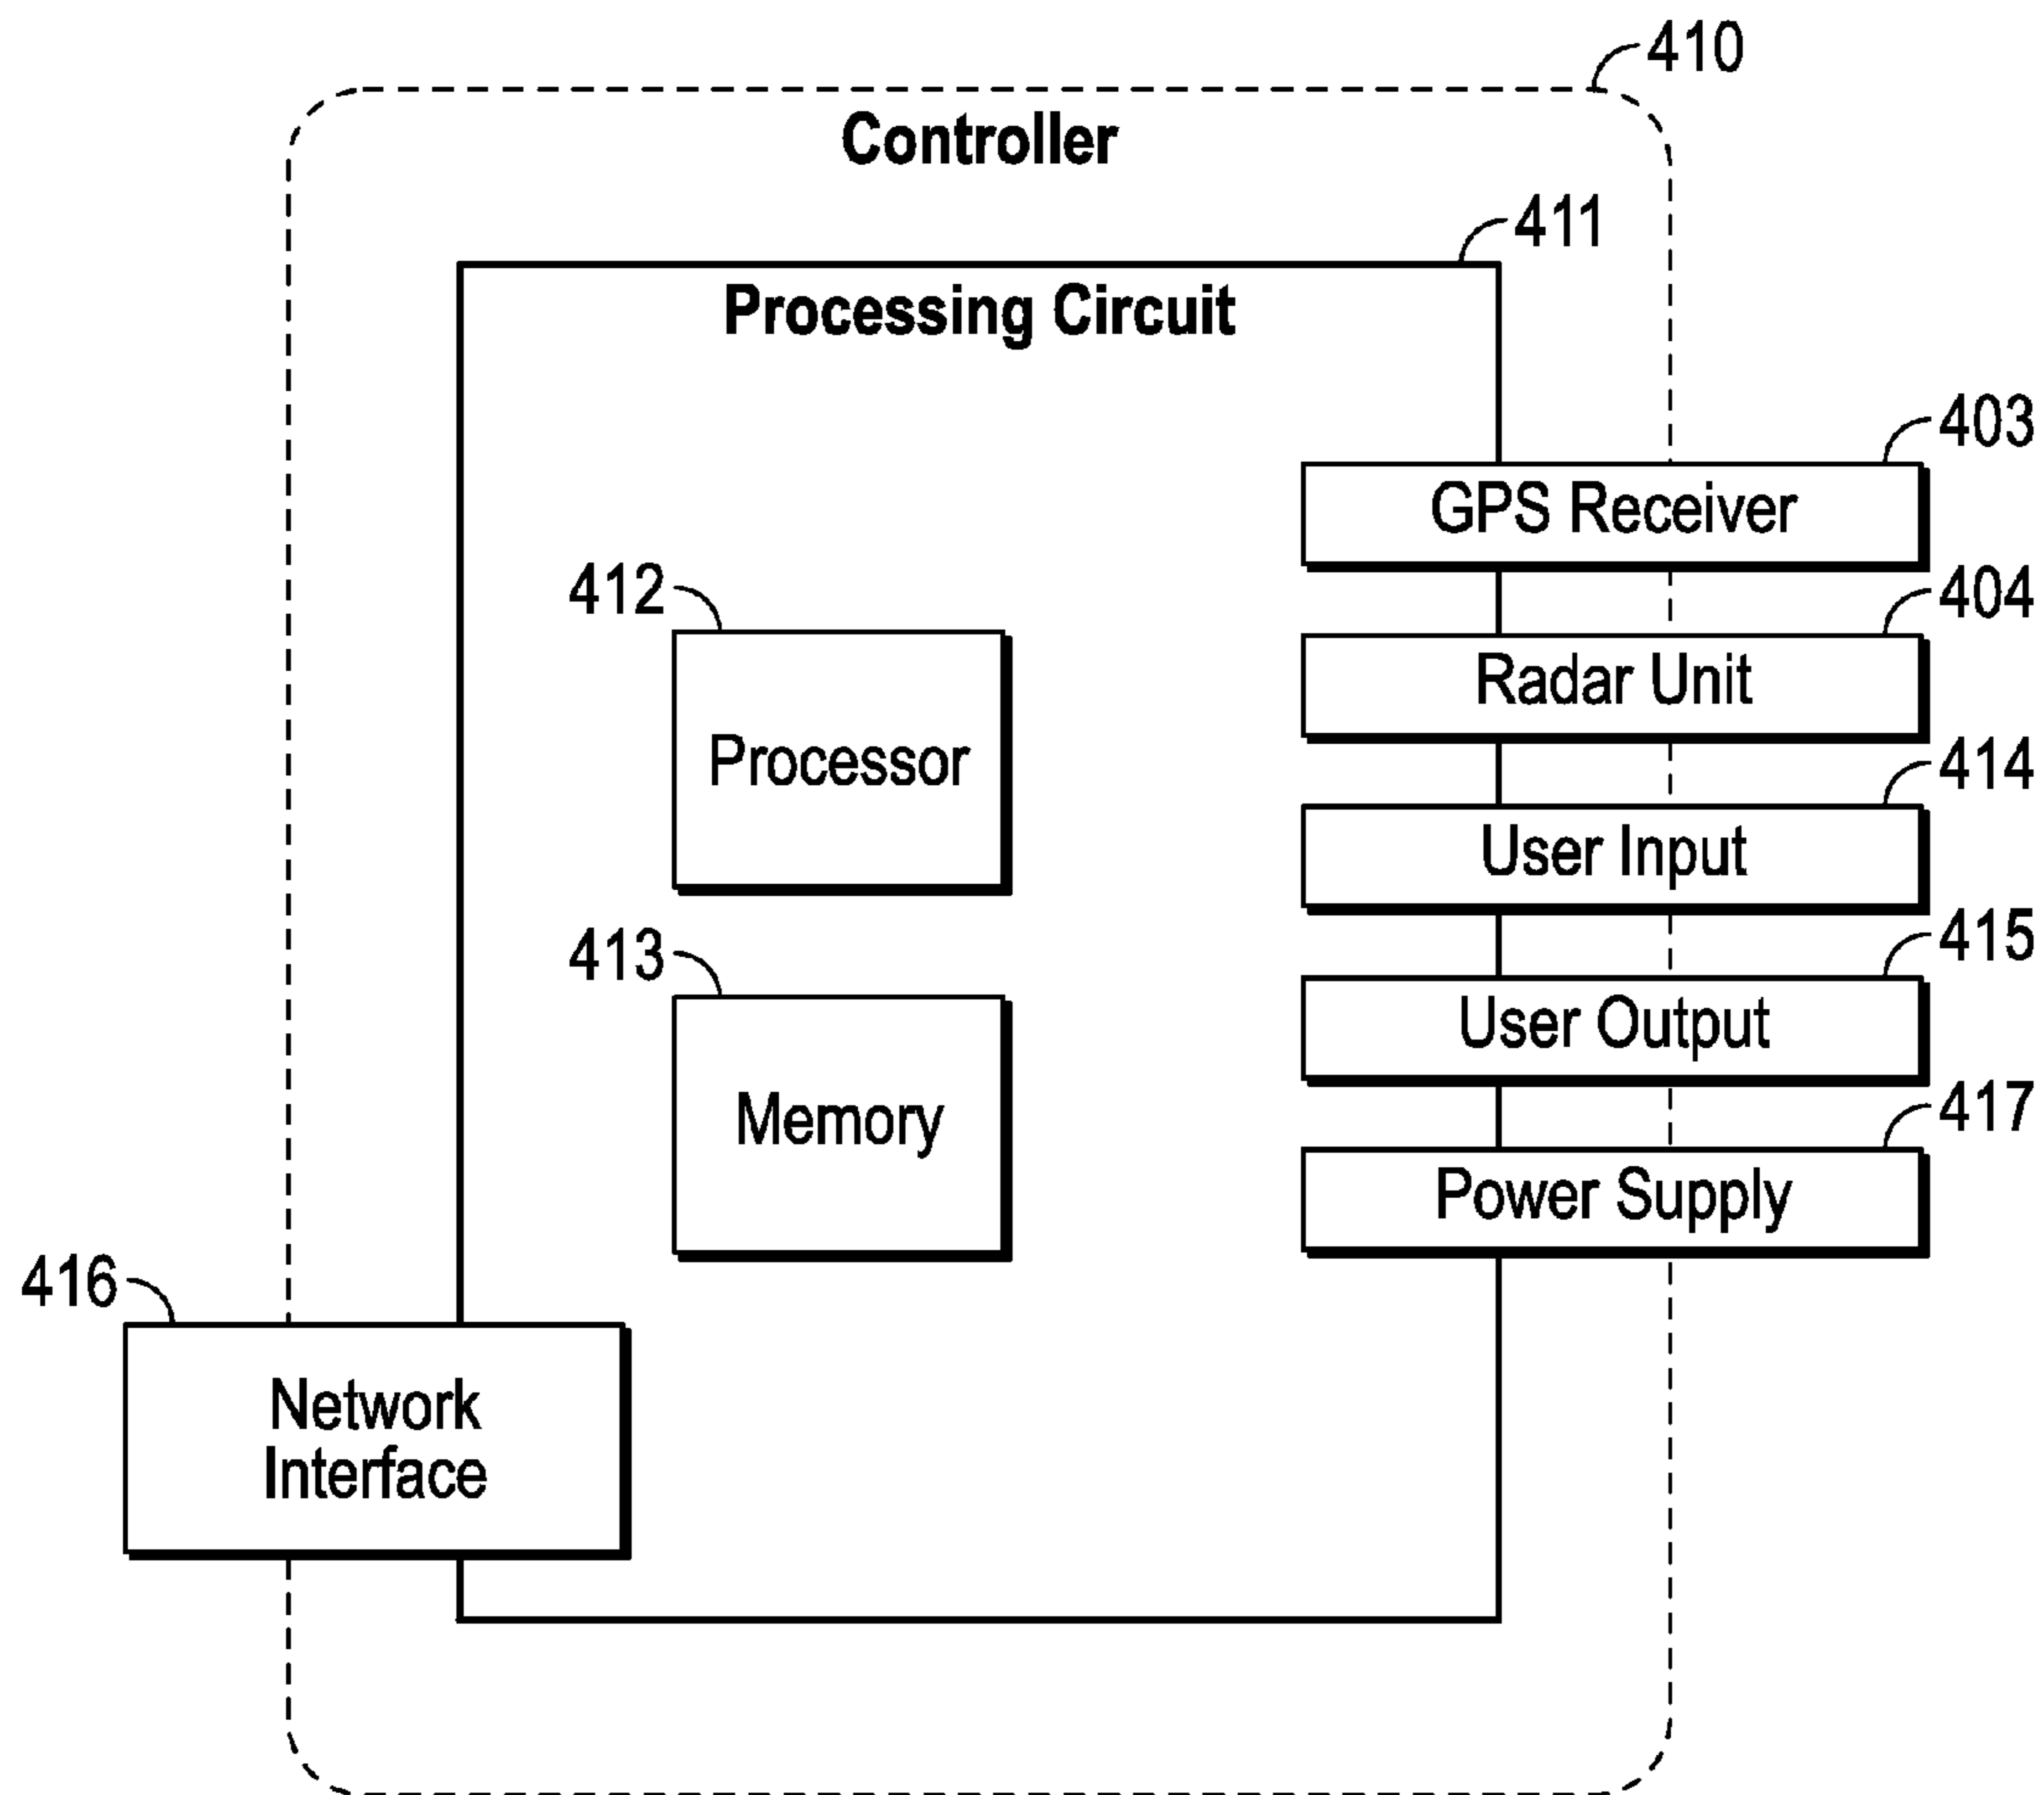 410
Controller
411
Processing Circuit
403
GPS Receiver
404
Radar Unit
412
Processor
414
User Input
413
Memory
415
User Output
417
Power Supply
416
Network
Interface